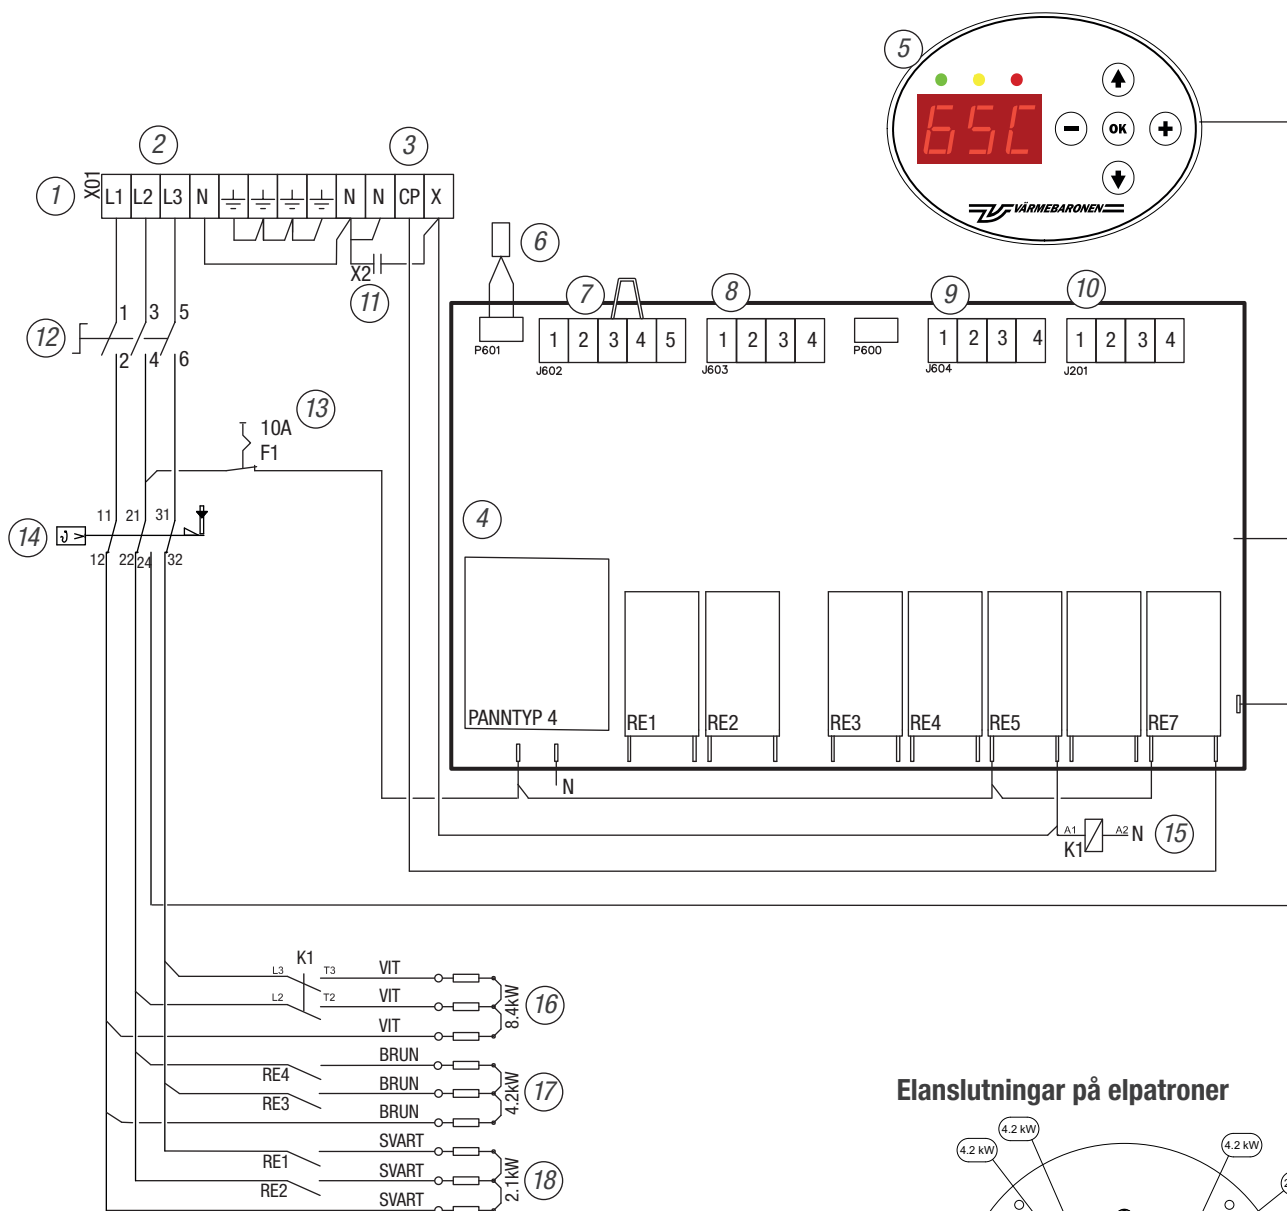 5
65C
OK
VÄRMEBARONEN
2
3
1
X01
L1 L2 L3 N N N CP X
6
X2
11
7
8
9
10
P601
1 2 3 4 5
J602
1 2 3 4
J603
P600
1 2 3 4
J604
1 2 3 4
J201
12
1 3 5
2 4 6
13
10A
F1
4
14
11 21 31
12 22 24 32
PANNTYP 4
RE1 RE2 RE3 RE4 RE5 RE7
N
A1 A2 N
K1
15
K1
L3 T3 VIT
L2 T2 VIT
VIT
8.4kW
16
RE4 BRUN
RE3 BRUN
BRUN
4.2kW
17
RE1 SVART
RE2 SVART
SVART
2.1kW
18
Elanslutningar på elpatroner
4.2 kW
4.2 kW
4.2 kW